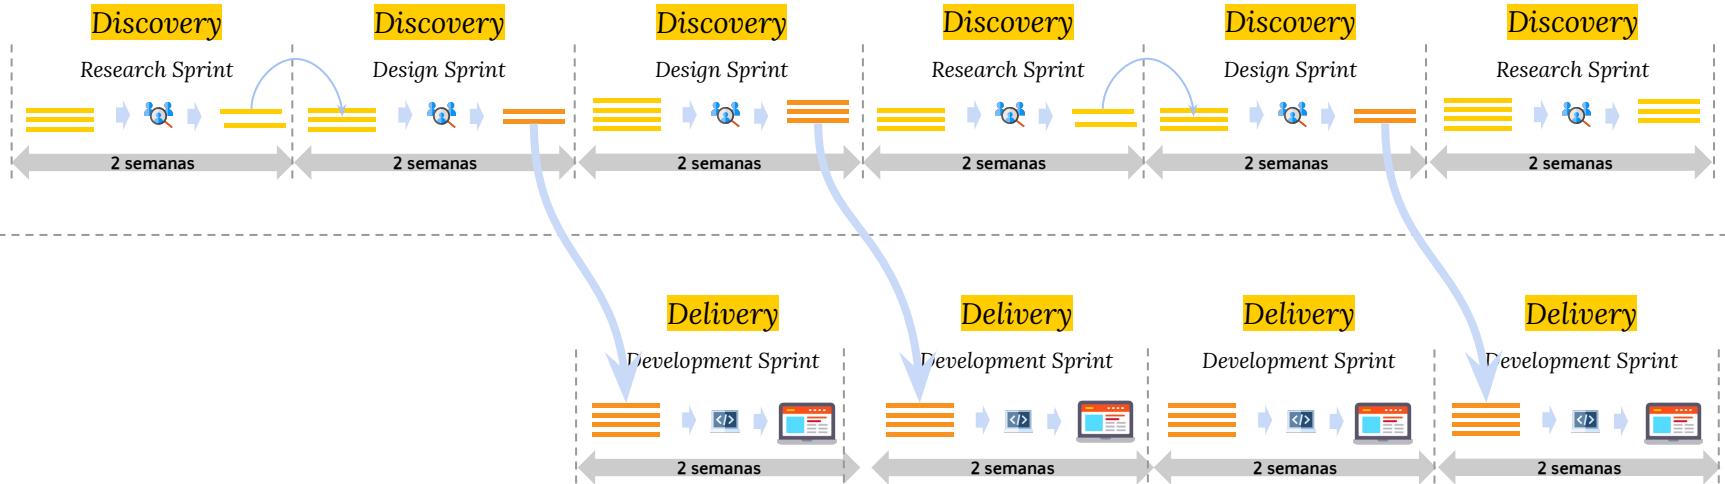 Discovery
Discovery
Discovery
Discovery
Discovery
Discovery
Research Sprint
Design Sprint
Design Sprint
Research Sprint
Design Sprint
Research Sprint
2 semanas
2 semanas
2 semanas
2 semanas
2 semanas
2 semanas
Delivery
Delivery
Delivery
Delivery
Development Sprint
Development Sprint
Development Sprint
Development Sprint
</>
</>
</>
</>
2 semanas
2 semanas
2 semanas
2 semanas